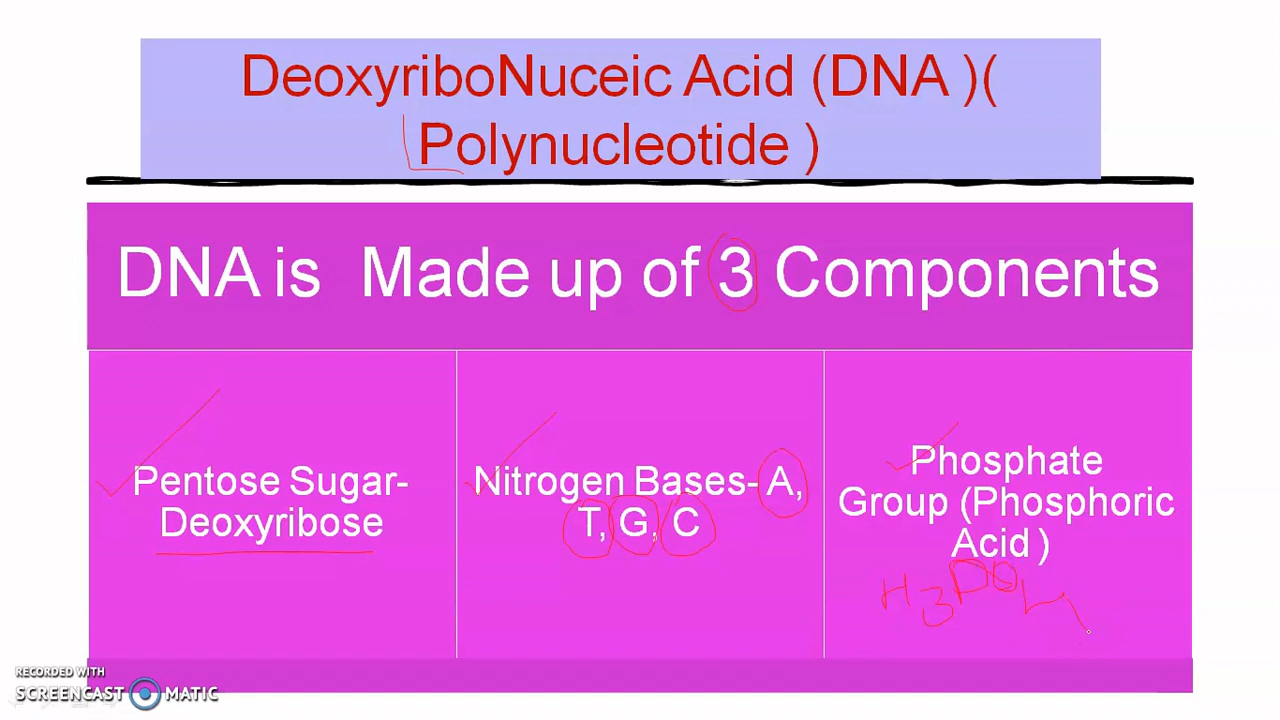 DeoxyriboNuceic Acid (DNA )(
Polynucleotide )
DNA is Made up of 3 Components
Pentose Sugar-
Deoxyribose
Nitrogen Bases- A,
T, G, C
Phosphate
Group (Phosphoric
Acid )
H3PO4
RECORDED WITH
SCREENCAST MATIC